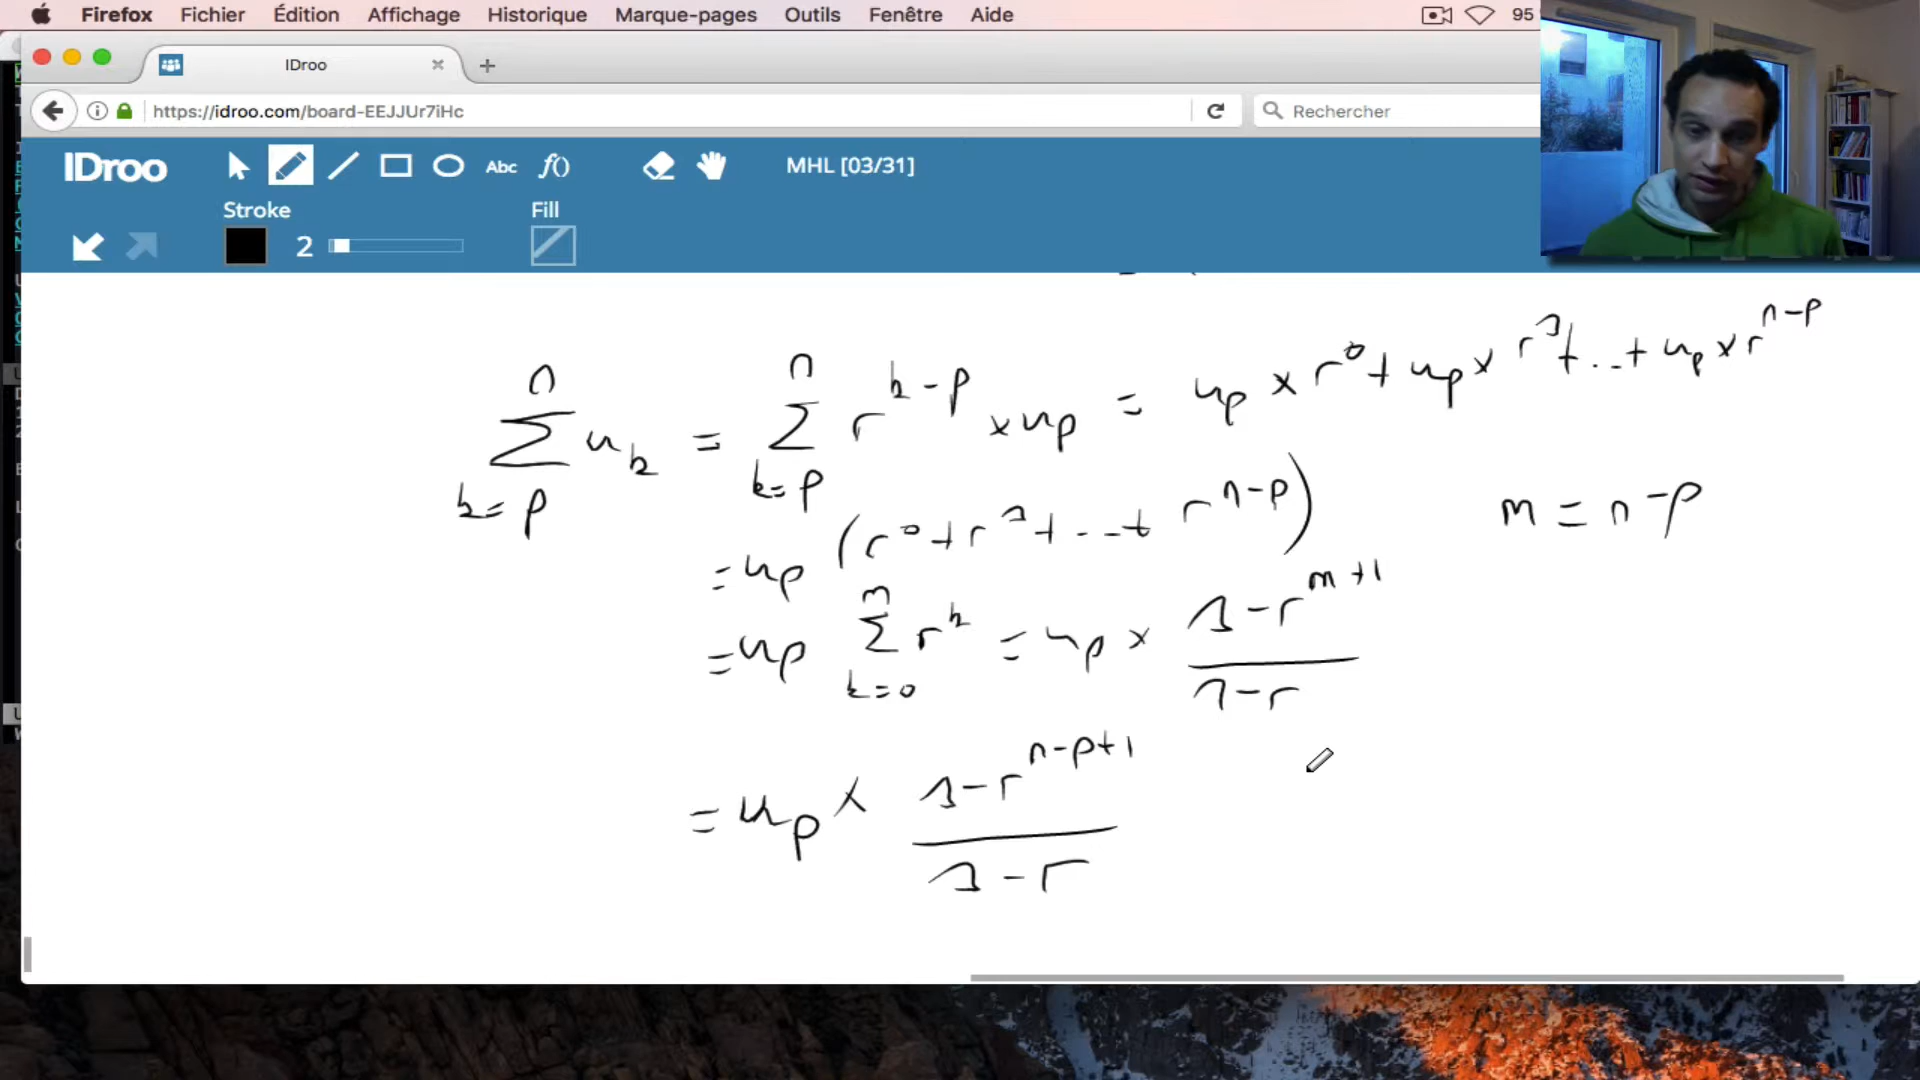 Firefox Fichier Édition Affichage Historique Marque-pages Outils Fenêtre Aide 95
IDroo
https://idroo.com/board-EEJJUr7iHc Rechercher
IDroo Abc f() MHL [03/31]
Stroke Fill
2
∑_{k=p}^{n} u_k = ∑_{k=p}^{n} r^{k-p} × u_p = u_p × r^0 + u_p × r^1 + ... + u_p × r^{n-p}
= u_p (r^0 + r^1 + ... + r^{n-p}) m = n-p
= u_p ∑_{k=0}^{m} r^k = u_p × (1-r^{m+1})/(1-r)
= u_p × (1-r^{n-p+1})/(1-r)